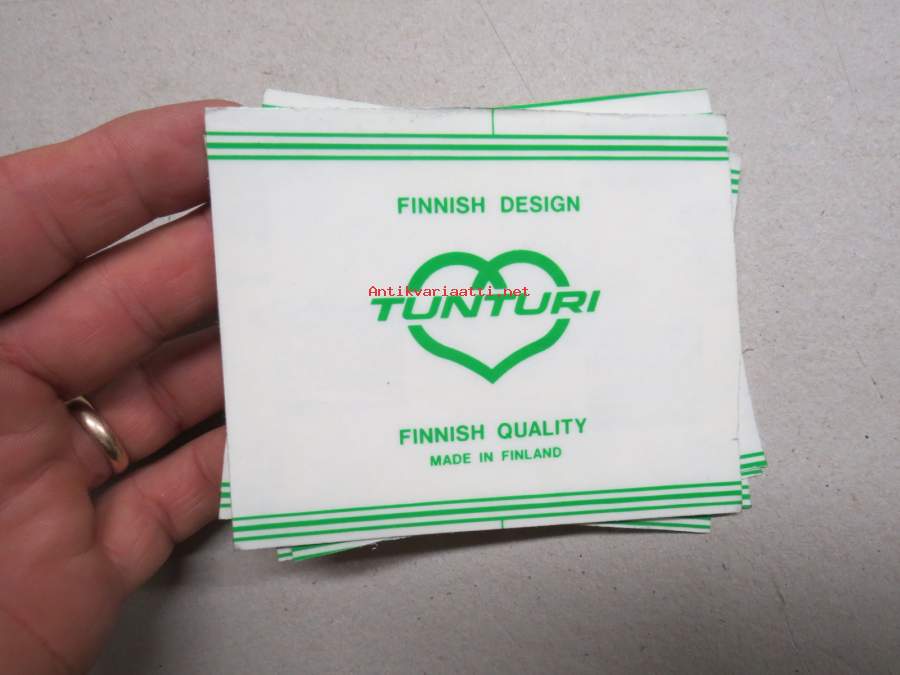 FINNISH DESIGN
Antikvariaatti.net
TUNTURI
FINNISH QUALITY
MADE IN FINLAND